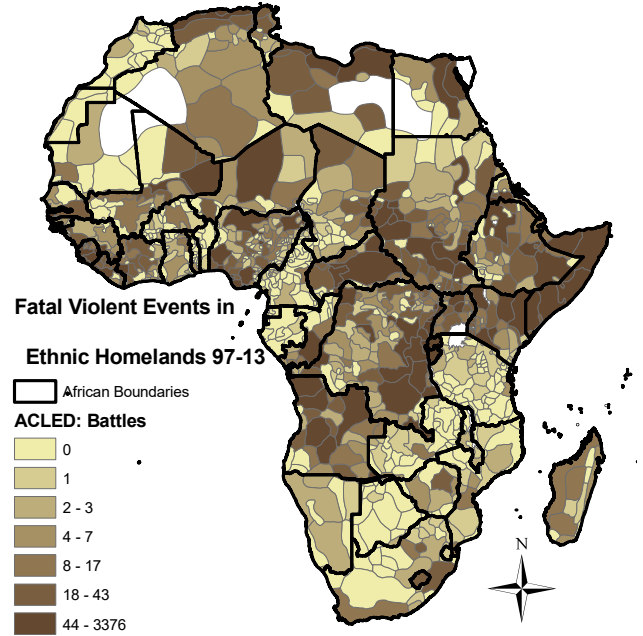 Fatal Violent Events in
Ethnic Homelands 97-13
African Boundaries
ACLED: Battles
0
1
2 - 3
4 - 7
8 - 17
18 - 43
44 - 3376
N